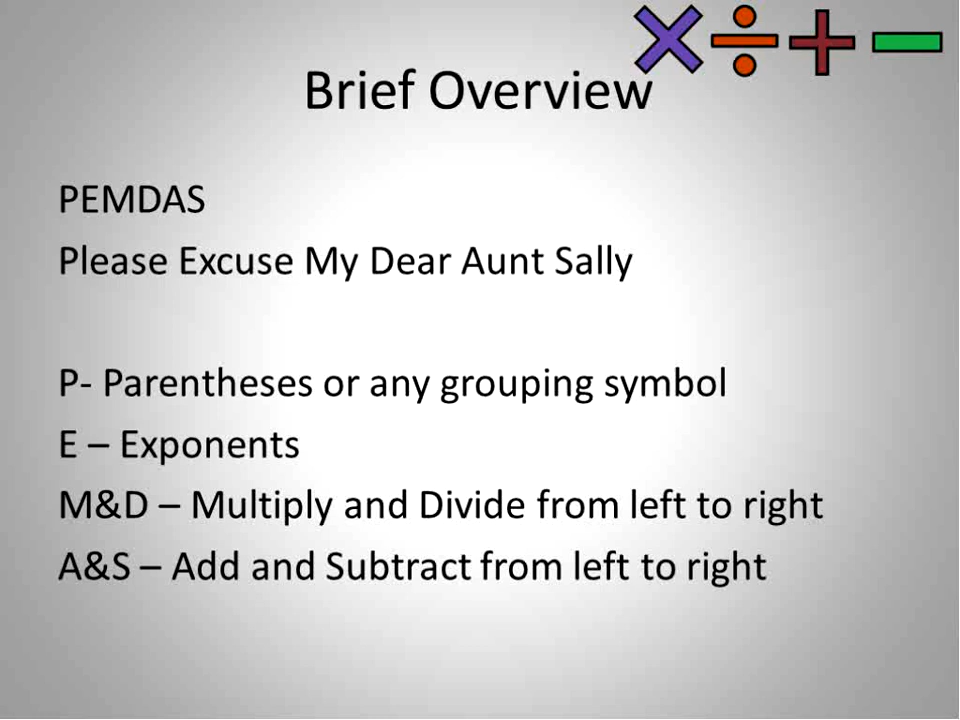 Brief Overview
PEMDAS
Please Excuse My Dear Aunt Sally
P- Parentheses or any grouping symbol
E – Exponents
M&D – Multiply and Divide from left to right
A&S – Add and Subtract from left to right